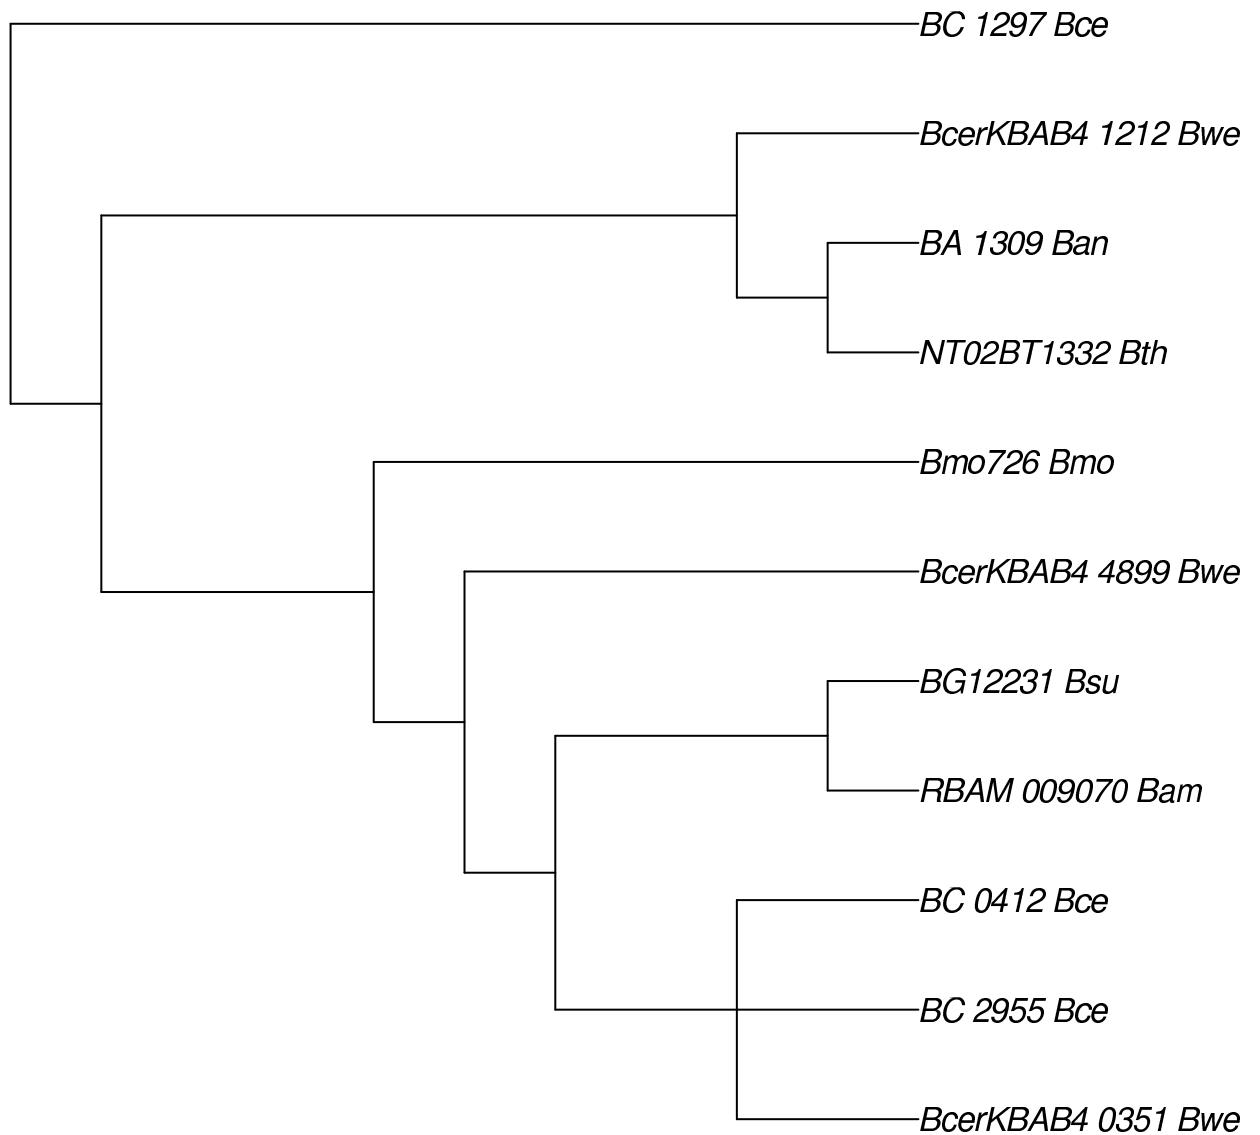 BC 1297 Bce
BcerKBAB4 1212 Bwe
BA 1309 Ban
NT02BT1332 Bth
Bmo726 Bmo
BcerKBAB4 4899 Bwe
BG12231 Bsu
RBAM 009070 Bam
BC 0412 Bce
BC 2955 Bce
BcerKBAB4 0351 Bwe